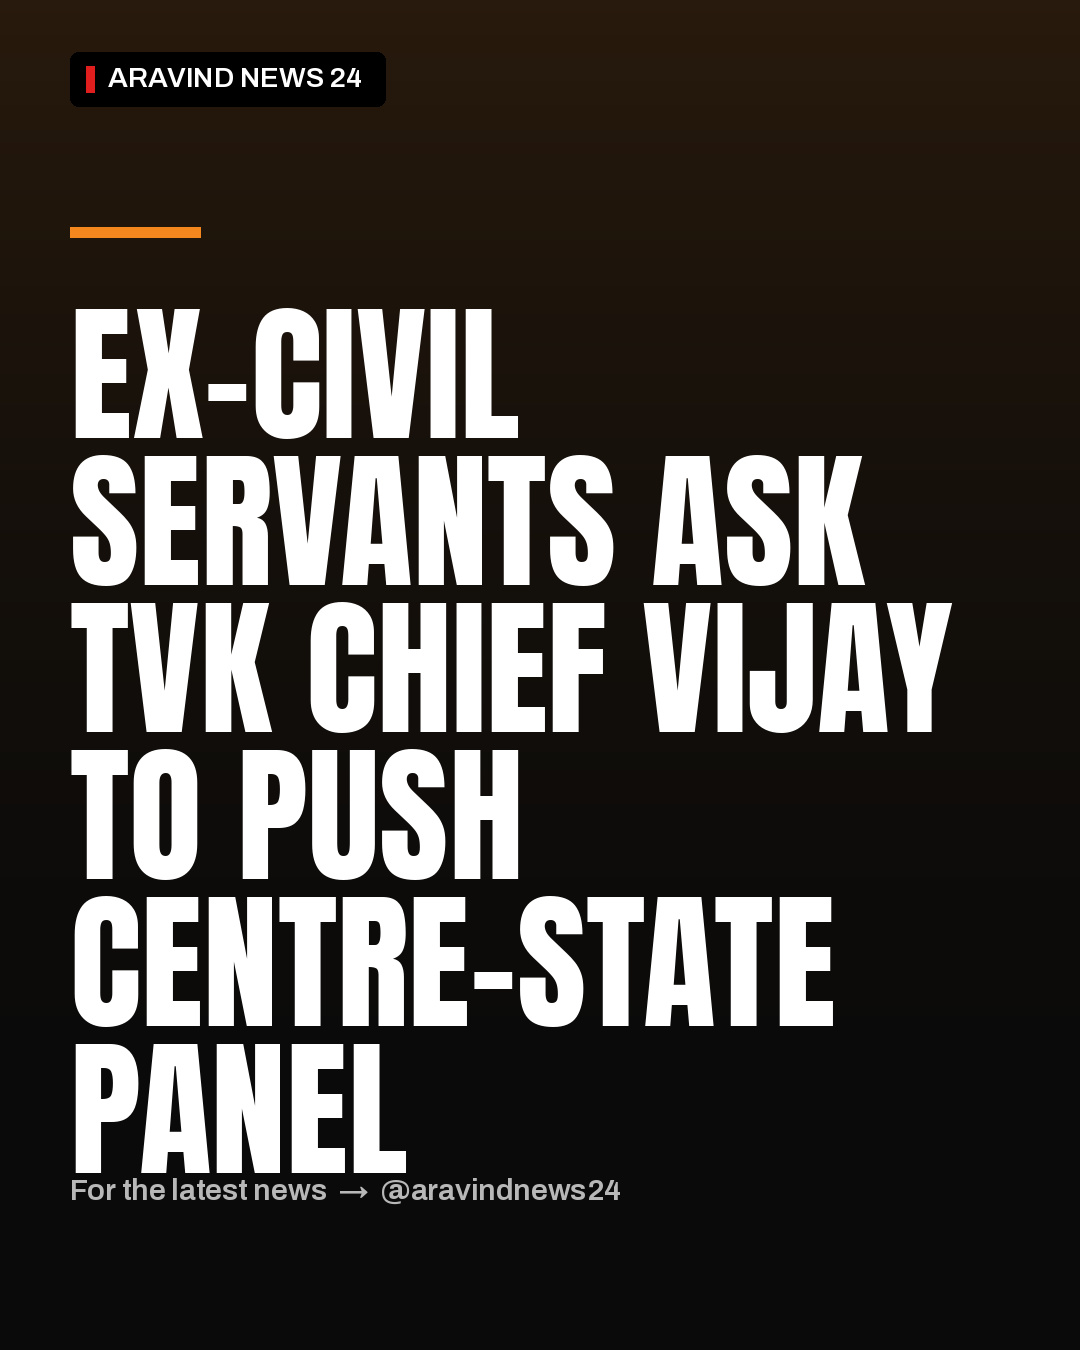 ARAVIND NEWS 24
EX-CIVIL
SERVANTS ASK
TVK CHIEF VIJAY
TO PUSH
CENTRE-STATE
PANEL
For the latest news → @aravindnews24